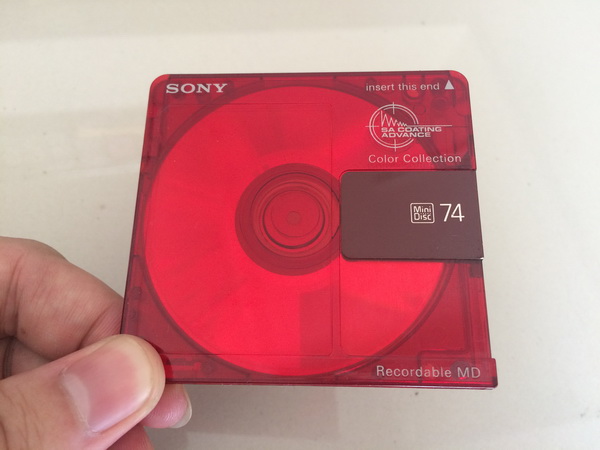 SONY
insert this end ▲
SA COATING
ADVANCE
Color Collection
Mini
Disc 74
Recordable MD